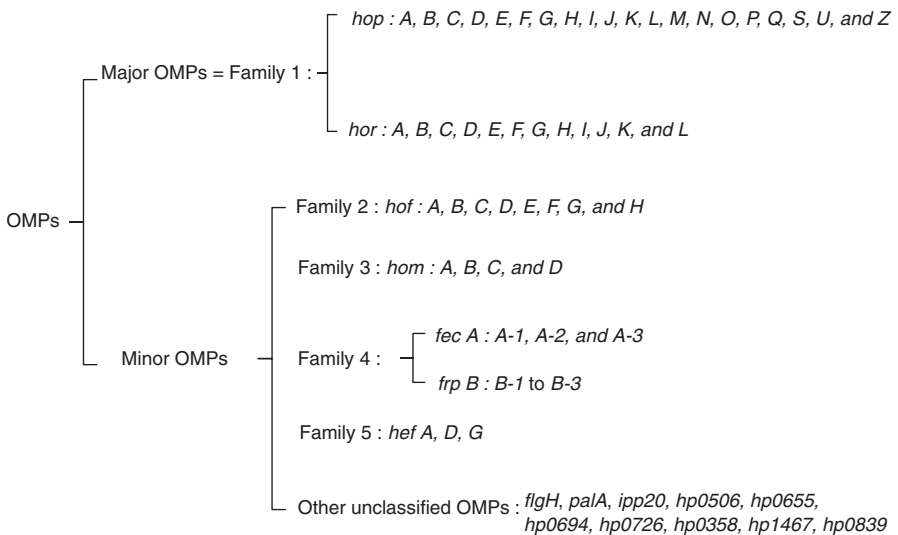 hop : A, B, C, D, E, F, G, H, I, J, K, L, M, N, O, P, Q, S, U, and Z
Major OMPs = Family 1 :
hor : A, B, C, D, E, F, G, H, I, J, K, and L
OMPs
Family 2 : hof : A, B, C, D, E, F, G, and H
Family 3 : hom : A, B, C, and D
Minor OMPs
Family 4 :
fec A : A-1, A-2, and A-3
frp B : B-1 to B-3
Family 5 : hef A, D, G
Other unclassified OMPs : flgH, palA, ipp20, hp0506, hp0655,
hp0694, hp0726, hp0358, hp1467, hp0839